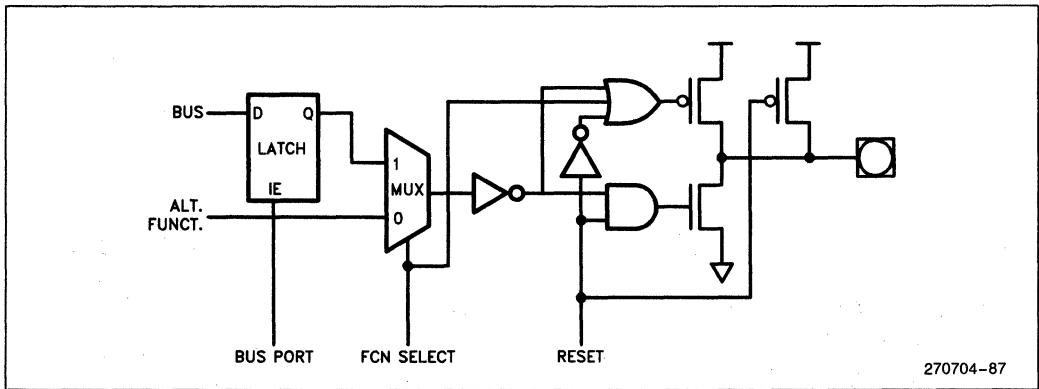 BUS
D Q
LATCH
IE
ALT.
FUNCT.
1
MUX
0
BUS PORT
FCN SELECT
RESET
270704-87